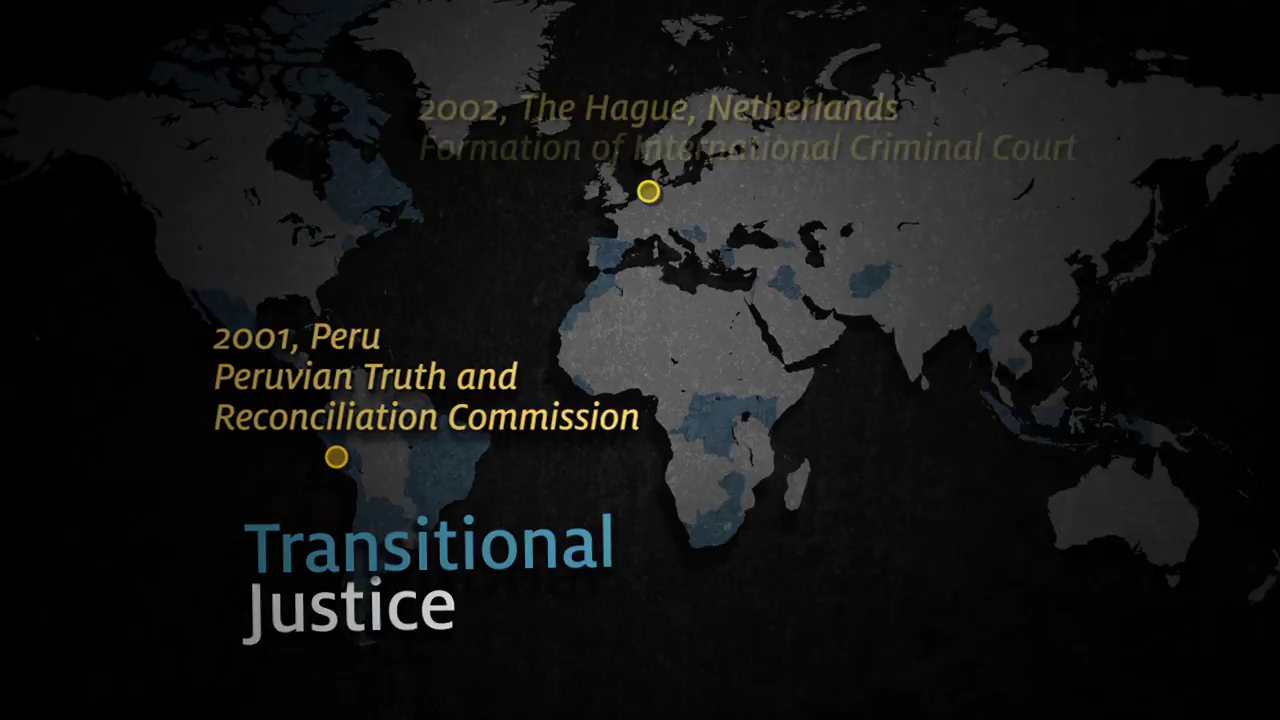 2002, The Hague, Netherlands
Formation of International Criminal Court
2001, Peru
Peruvian Truth and
Reconciliation Commission
Transitional
Justice